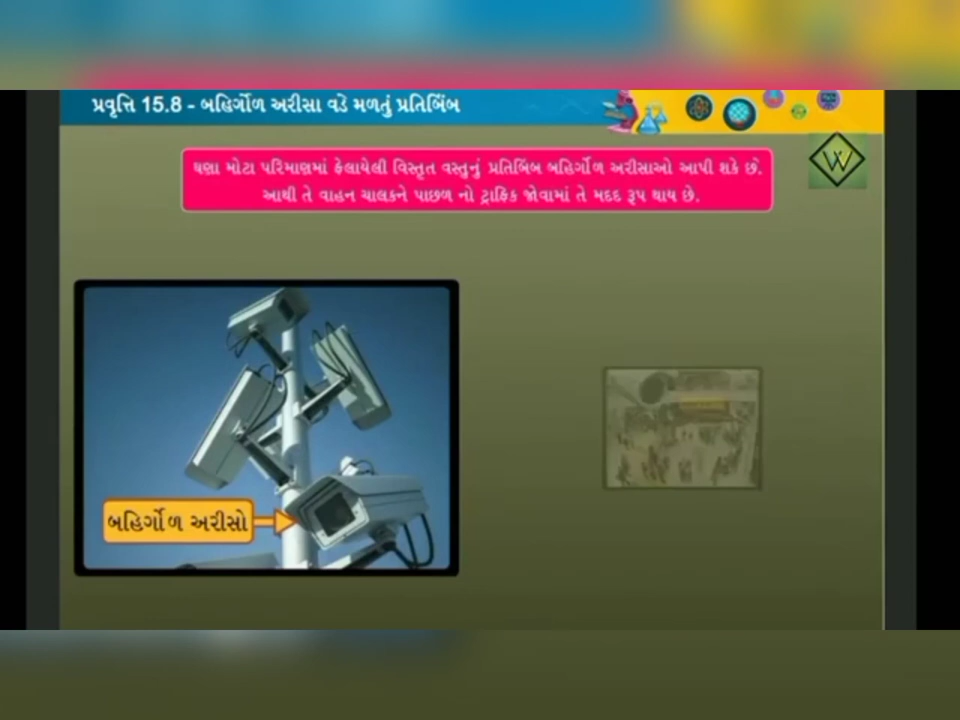 પ્રવૃત્તિ 15.8 - બહિર્ગોળ અરીસા વડે મળતું પ્રતિબિંબ
ઘણા મોટા પરિમાણમાં ફેલાયેલી વિસ્તૃત વસ્તુનું પ્રતિબિંબ બહિર્ગોળ અરીસાઓ આપી શકે છે.
આથી તે વાહન ચાલકને પાછળ નો ટ્રાફિક જોવામાં તે મદદ રૂપ થાય છે.
W
બહિર્ગોળ અરીસો